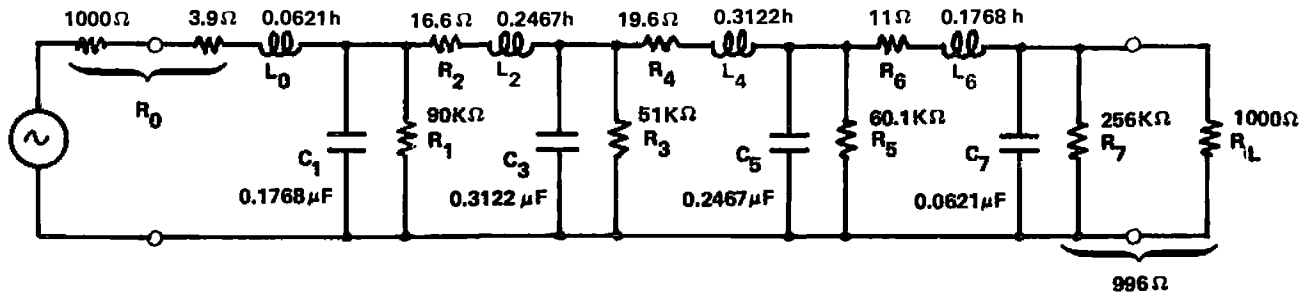 1000Ω 3.9Ω 0.0621h 16.6Ω 0.2467h 19.6Ω 0.3122h 11Ω 0.1768h
L0 R2 L2 R4 L4 R6 L6
R0
90KΩ 51KΩ 60.1KΩ 256KΩ 1000Ω
C1 R1 C3 R3 C5 R5 C7 R7 RL
0.1768μF 0.3122μF 0.2467μF 0.0621μF
996Ω